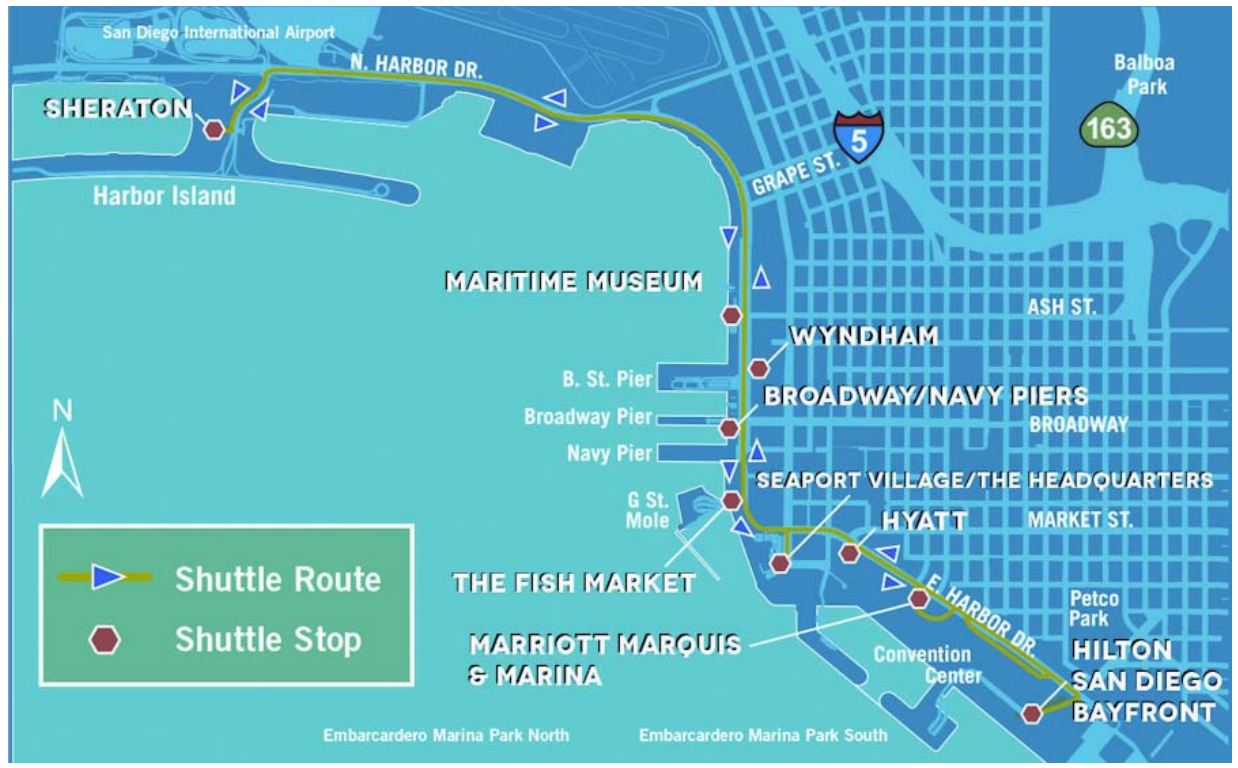 San Diego International Airport
N. HARBOR DR.
Balboa
Park
SHERATON
163
5
GRAPE ST.
Harbor Island
MARITIME MUSEUM
ASH ST.
WYNDHAM
B. St. Pier
BROADWAY/NAVY PIERS
N
Broadway Pier
BROADWAY
Navy Pier
SEAPORT VILLAGE/THE HEADQUARTERS
G St.
Mole
HYATT
MARKET ST.
Shuttle Route
THE FISH MARKET
E. HARBOR DR.
Petco
Park
Shuttle Stop
MARRIOTT MARQUIS
& MARINA
Convention
Center
HILTON
SAN DIEGO
BAYFRONT
Embarcadero Marina Park North
Embarcadero Marina Park South